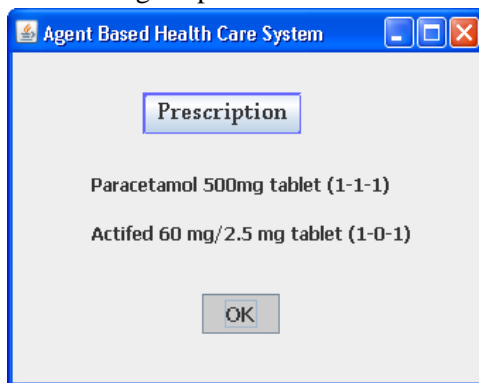 Agent Based Health Care System
Prescription
Paracetamol 500mg tablet (1-1-1)
Actifed 60 mg/2.5 mg tablet (1-0-1)
OK